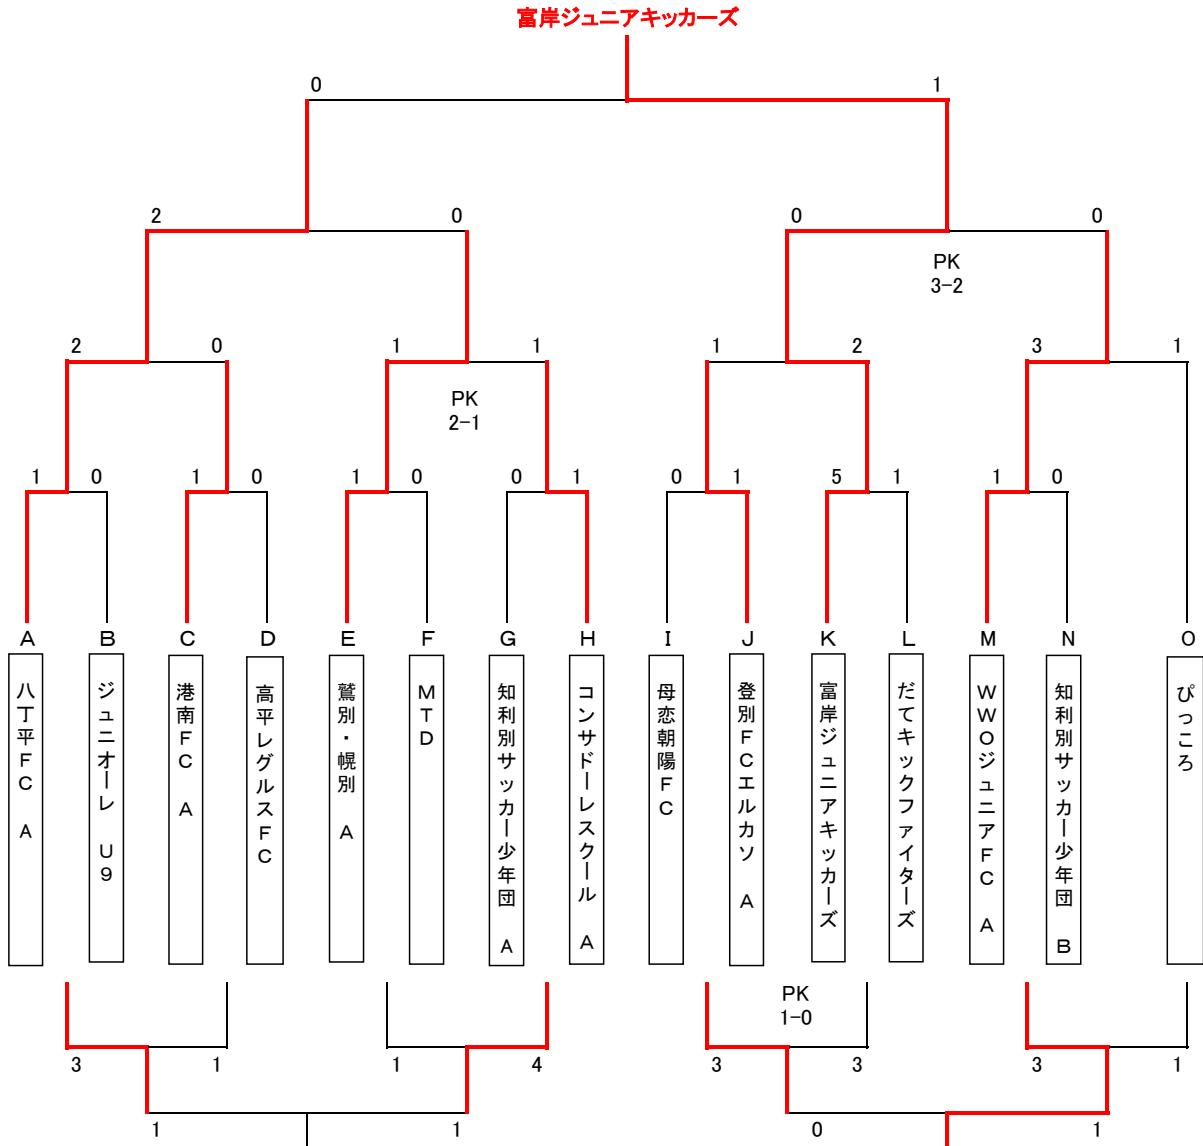 富岸ジュニアキッカーズ
0 1
2 0 0 0
PK
3-2
2 0 1 1 1 2 3 1
PK
2-1
1 0 1 0 1 0 0 1 0 1 5 1 1 0
A B C D E F G H I J K L M N O
八丁平FC A
ジュニオーレ U9
港南FC A
高平レグルスFC
鷲別・幌別 A
MTD
知利別サッカー少年団 A
コンサドーレスクール A
母恋朝陽FC
登別FCエルカソ A
富岸ジュニアキッカーズ
だてキックファイターズ
WWOジュニアFC A
知利別サッカー少年団 B
ぴっころ
PK
1-0
3 1 1 4 3 3 3 1
1 1 0 1